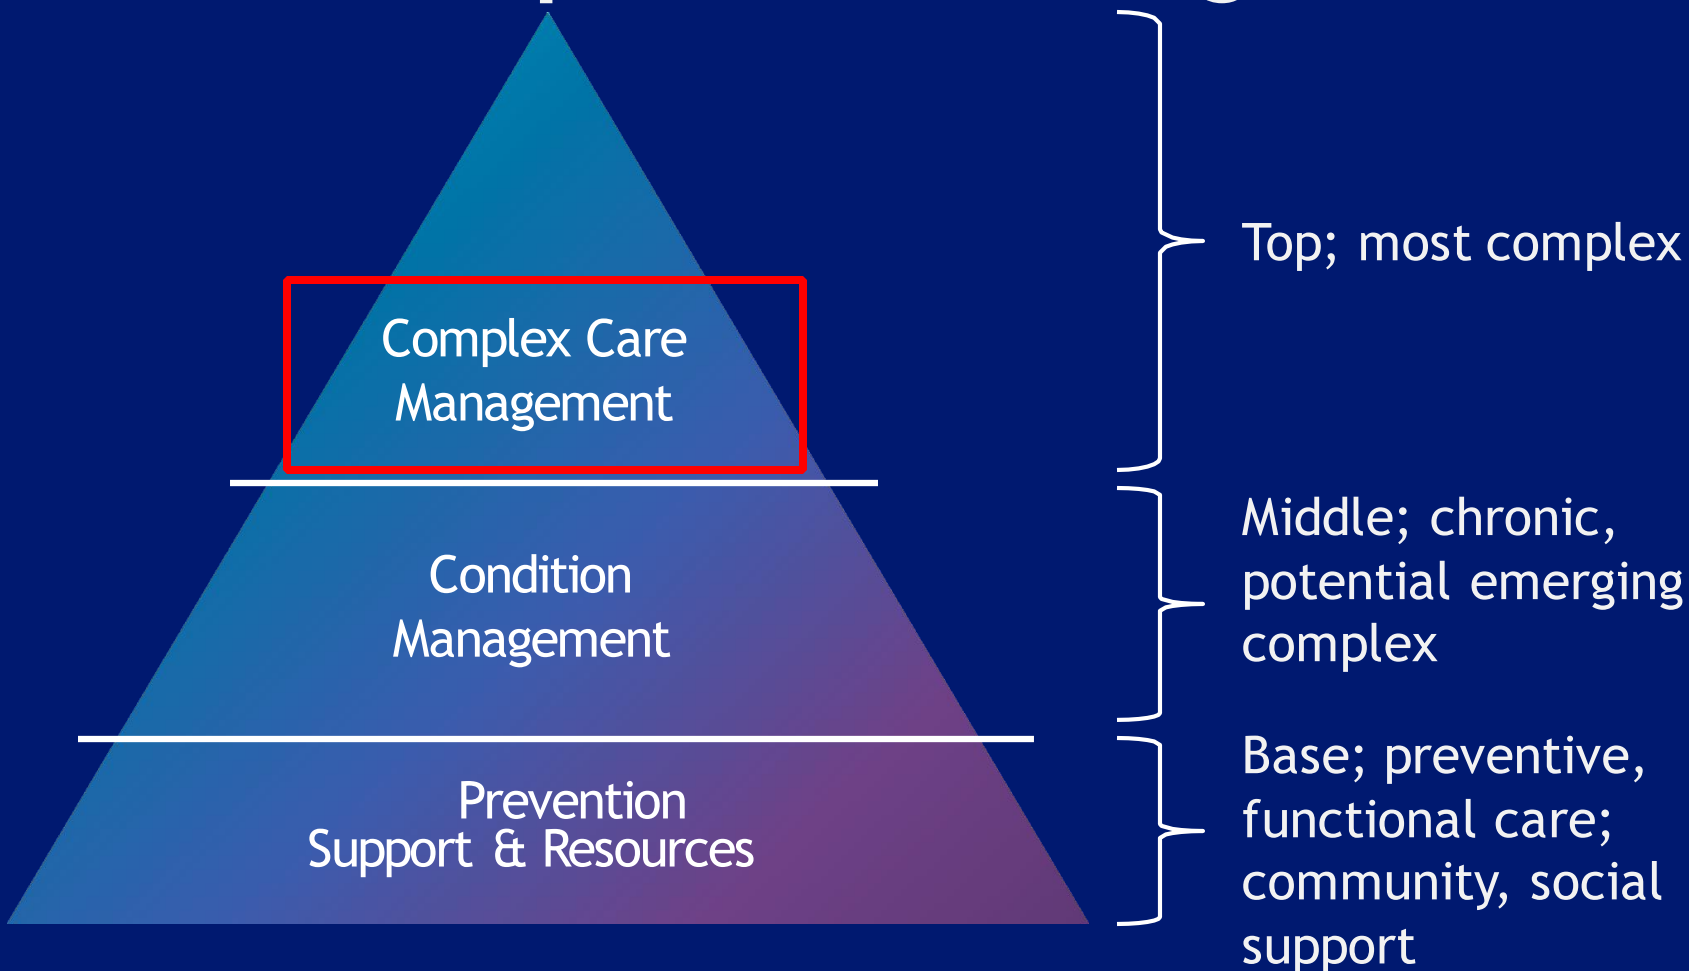 Complex Care
Management
Condition
Management
Prevention
Support & Resources
Top; most complex
Middle; chronic,
potential emerging
complex
Base; preventive,
functional care;
community, social
support